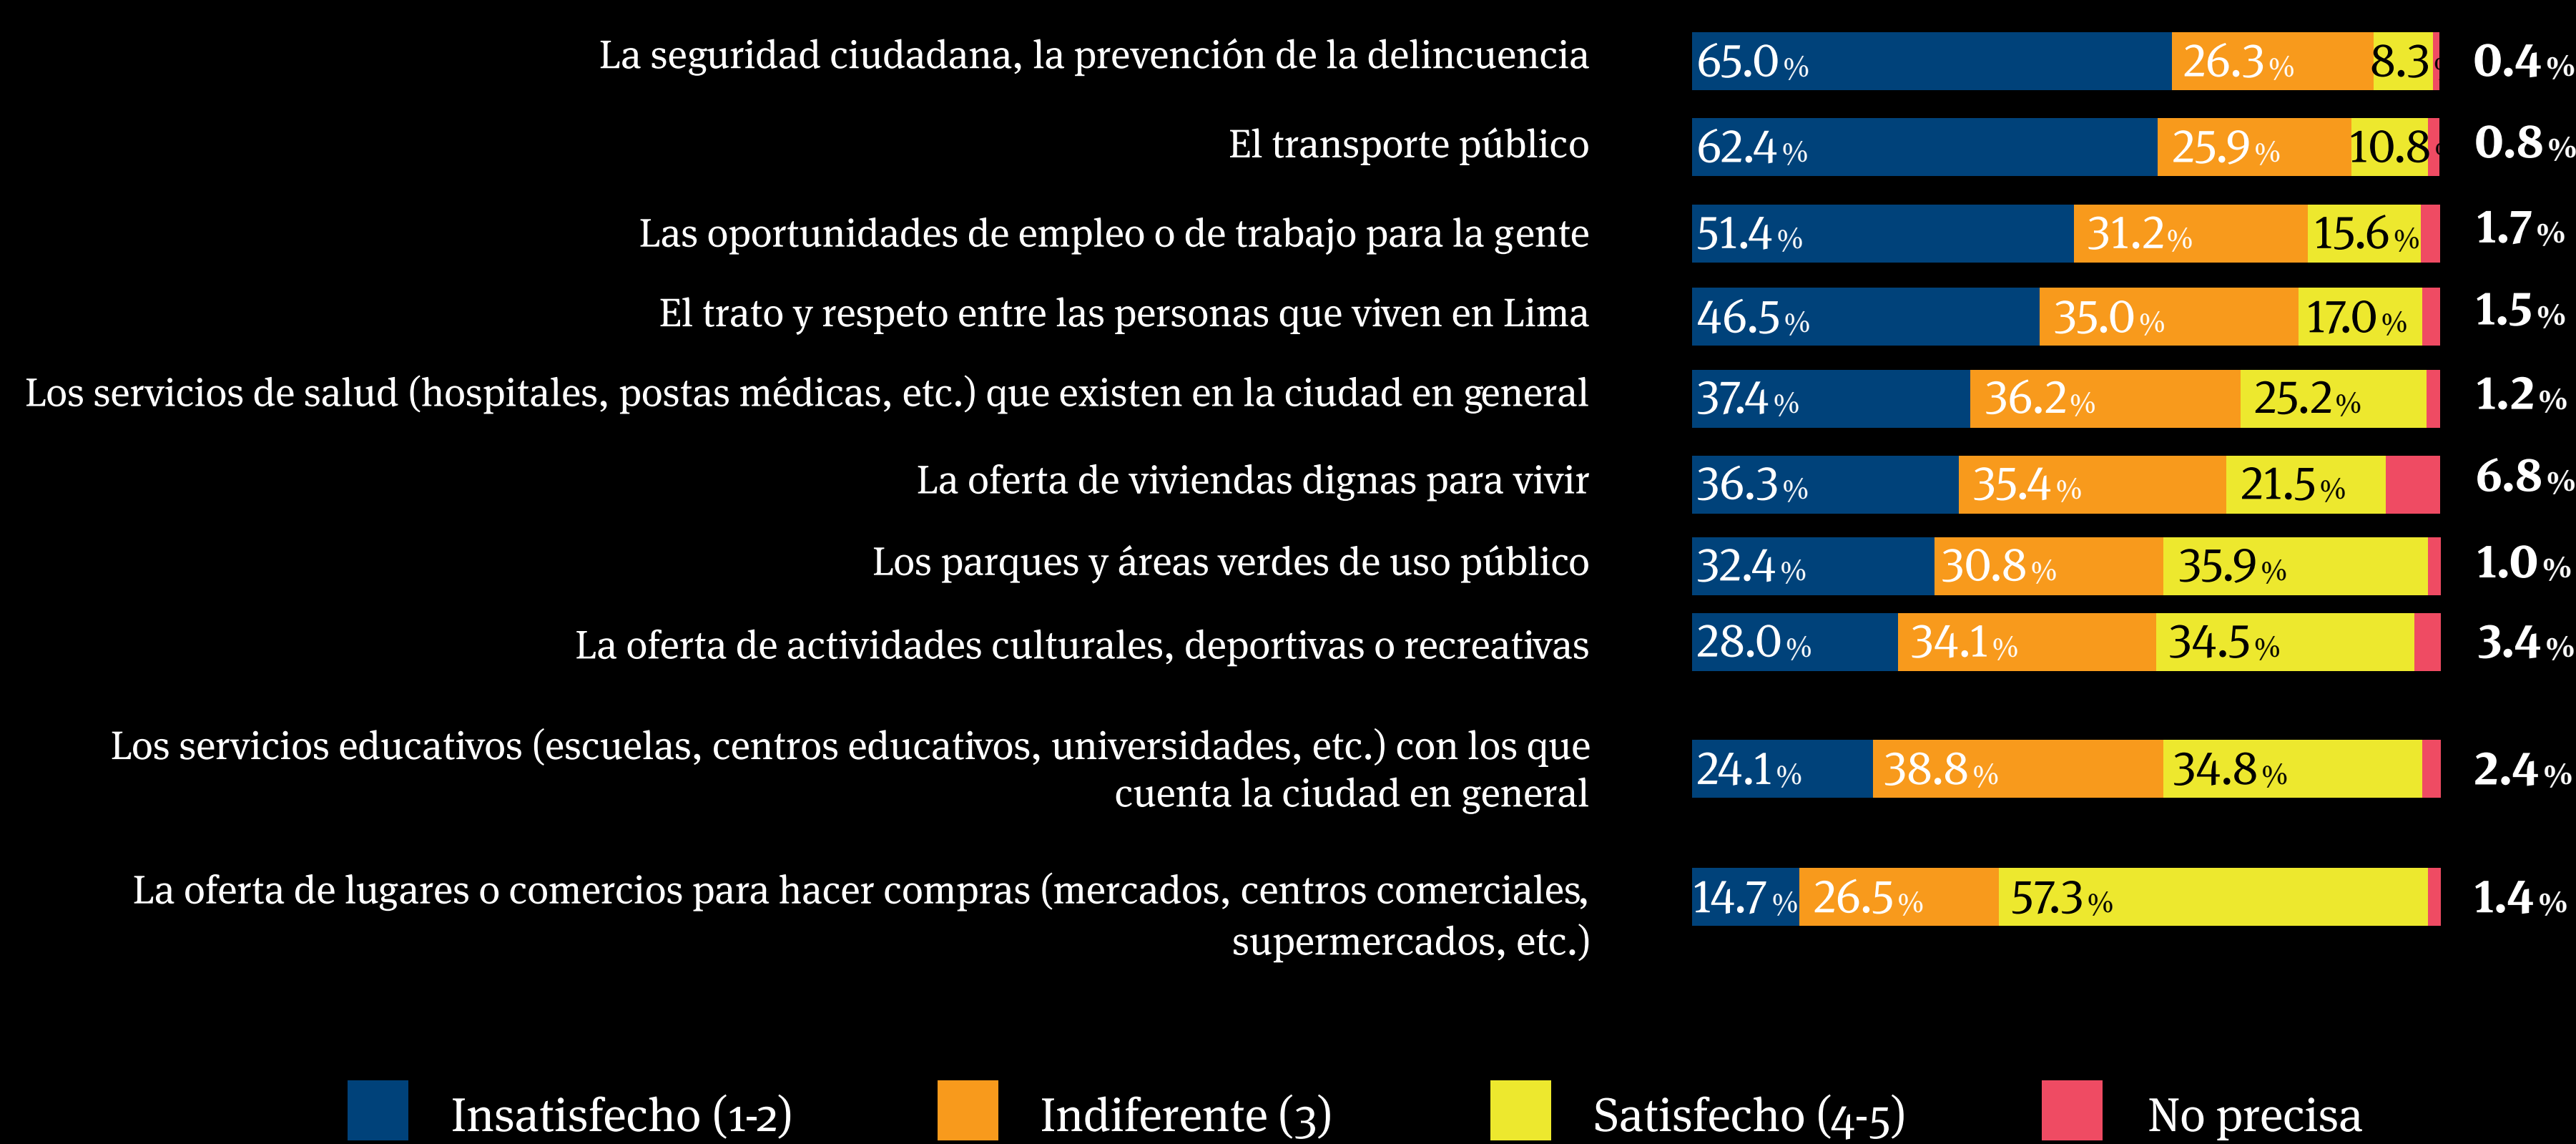 La seguridad ciudadana, la prevención de la delincuencia 65.0% 26.3% 8.3% 0.4%
El transporte público 62.4% 25.9% 10.8% 0.8%
Las oportunidades de empleo o de trabajo para la gente 51.4% 31.2% 15.6% 1.7%
El trato y respeto entre las personas que viven en Lima 46.5% 35.0% 17.0% 1.5%
Los servicios de salud (hospitales, postas médicas, etc.) que existen en la ciudad en general 37.4% 36.2% 25.2% 1.2%
La oferta de viviendas dignas para vivir 36.3% 35.4% 21.5% 6.8%
Los parques y áreas verdes de uso público 32.4% 30.8% 35.9% 1.0%
La oferta de actividades culturales, deportivas o recreativas 28.0% 34.1% 34.5% 3.4%
Los servicios educativos (escuelas, centros educativos, universidades, etc.) con los que
cuenta la ciudad en general
24.1% 38.8% 34.8% 2.4%
La oferta de lugares o comercios para hacer compras (mercados, centros comerciales,
supermercados, etc.)
14.7% 26.5% 57.3% 1.4%
Insatisfecho (1-2) Indiferente (3) Satisfecho (4-5) No precisa